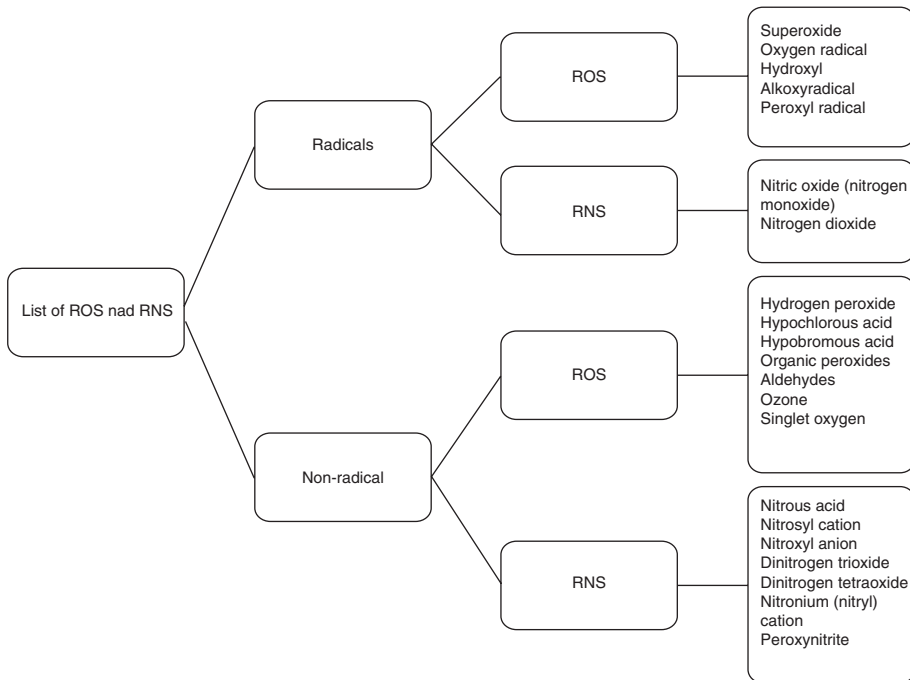 List of ROS nad RNS
Radicals
ROS
Superoxide
Oxygen radical
Hydroxyl
Alkoxyradical
Peroxyl radical
RNS
Nitric oxide (nitrogen
monoxide)
Nitrogen dioxide
Non-radical
ROS
Hydrogen peroxide
Hypochlorous acid
Hypobromous acid
Organic peroxides
Aldehydes
Ozone
Singlet oxygen
RNS
Nitrous acid
Nitrosyl cation
Nitroxyl anion
Dinitrogen trioxide
Dinitrogen tetraoxide
Nitronium (nitryl)
cation
Peroxynitrite